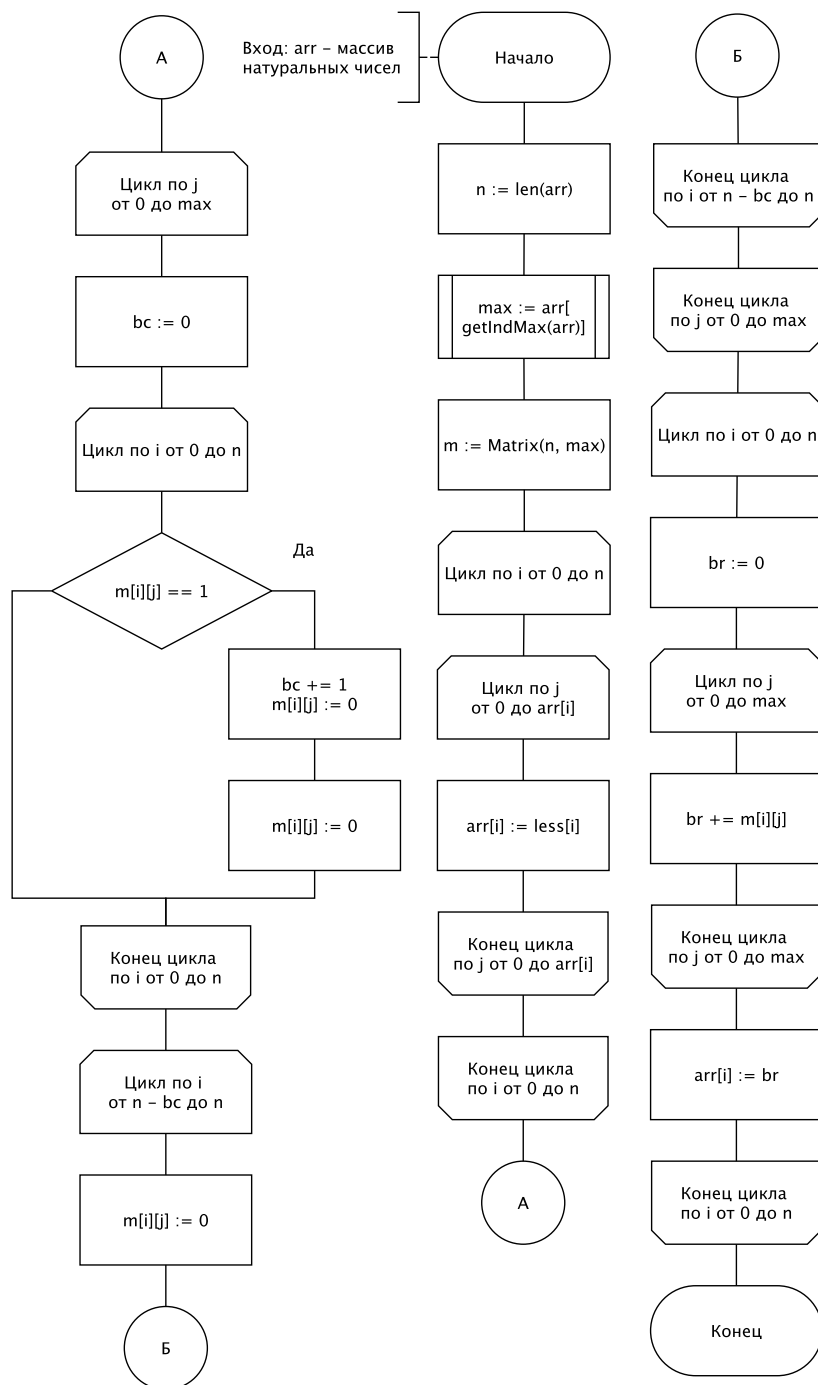 А
Цикл по j
от 0 до max
bc := 0
Цикл по i от 0 до n
Да
m[i][j] == 1
bc += 1
m[i][j] := 0
m[i][j] := 0
Конец цикла
по i от 0 до n
Цикл по i
от n – bc до n
m[i][j] := 0
Б
Вход: arr – массив
натуральных чисел
Начало
n := len(arr)
max := arr[
getIndMax(arr)]
m := Matrix(n, max)
Цикл по i от 0 до n
Цикл по j
от 0 до arr[i]
arr[i] := less[i]
Конец цикла
по j от 0 до arr[i]
Конец цикла
по i от 0 до n
А
Б
Конец цикла
по i от n – bc до n
Конец цикла
по j от 0 до max
Цикл по i от 0 до n
br := 0
Цикл по j
от 0 до max
br += m[i][j]
Конец цикла
по j от 0 до max
arr[i] := br
Конец цикла
по i от 0 до n
Конец